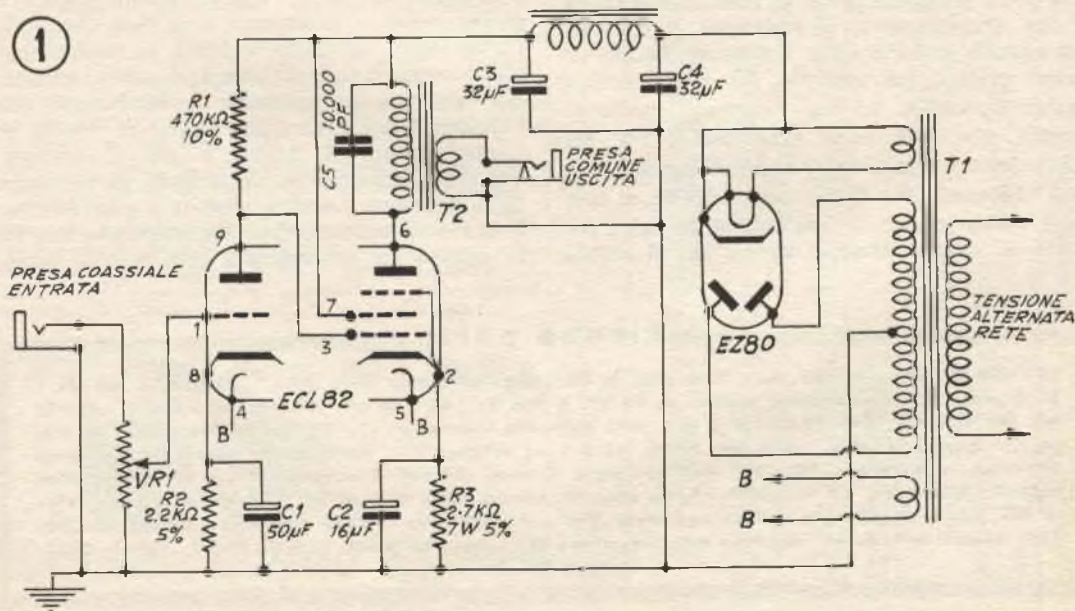 1
R1
470KΩ
10%
C5 10.000 PF
C3
32µF
C4
32µF
PRESA
COMUNE
USCITA
T2
T1
9
6
PRESA COASSIALE
ENTRATA
1
7
3
8
2
ECL82
4
5
B
B
EZ80
TENSIONE
ALTERNATA
RETE
VR1
R2
2.2KΩ
5%
C1
50µF
C2
16µF
R3
2.7KΩ
7W 5%
B
B